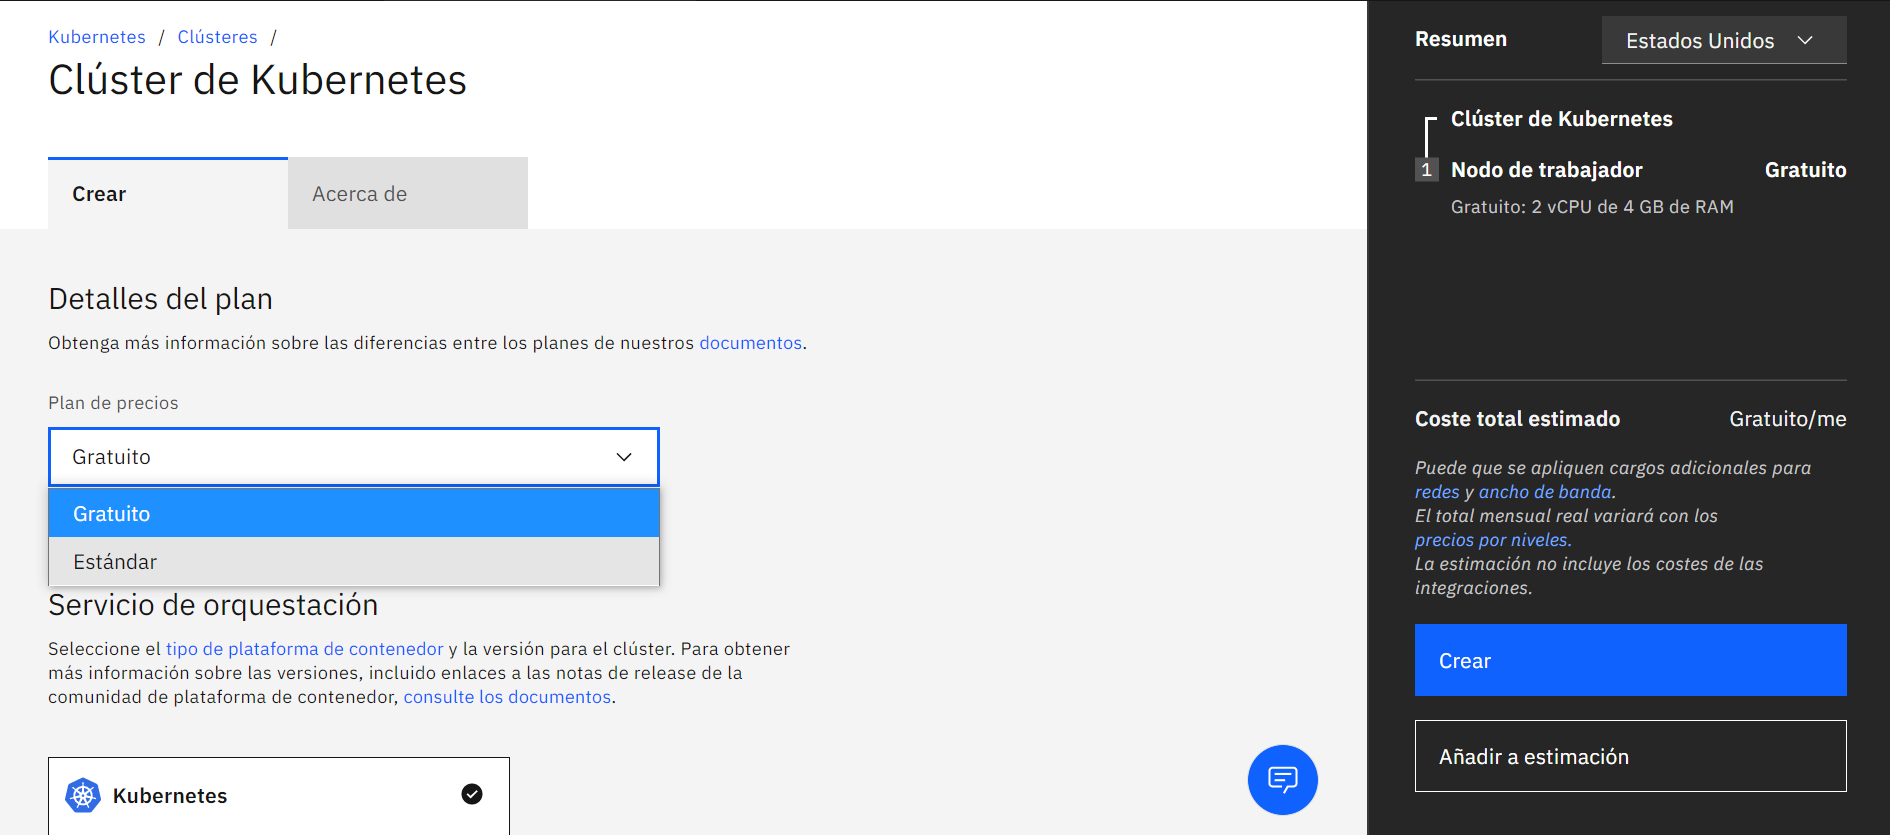 Kubernetes / Clústeres /
Clúster de Kubernetes
Crear
Acerca de
Detalles del plan
Obtenga más información sobre las diferencias entre los planes de nuestros documentos.
Plan de precios
Gratuito
Gratuito
Estándar
Servicio de orquestación
Seleccione el tipo de plataforma de contenedor y la versión para el clúster. Para obtener
más información sobre las versiones, incluido enlaces a las notas de release de la
comunidad de plataforma de contenedor, consulte los documentos.
Kubernetes
Resumen
Estados Unidos
Clúster de Kubernetes
1 Nodo de trabajador Gratuito
Gratuito: 2 vCPU de 4 GB de RAM
Coste total estimado Gratuito/me
Puede que se apliquen cargos adicionales para
redes y ancho de banda.
El total mensual real variará con los
precios por niveles.
La estimación no incluye los costes de las
integraciones.
Crear
Añadir a estimación